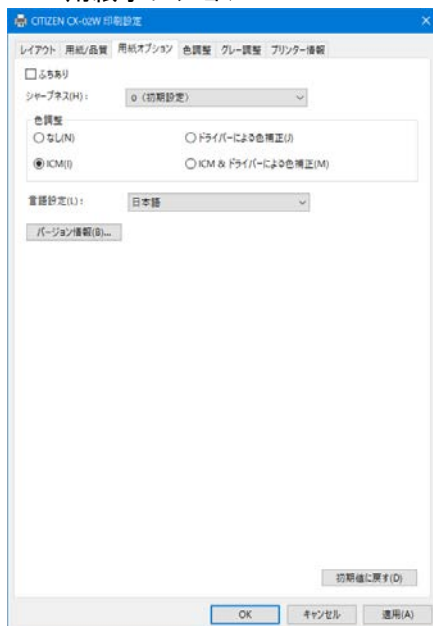 CITIZEN CX-02W 印刷設定
レイアウト 用紙/品質 用紙オプション 色調整 グレー調整 プリンター情報
ふちあり
シャープネス(H): 0 (初期設定)
色調整
なし(N) ドライバーによる色補正(J)
ICM(I) ICM & ドライバーによる色補正(M)
言語設定(L): 日本語
バージョン情報(B)...
初期値に戻す(D)
OK キャンセル 適用(A)